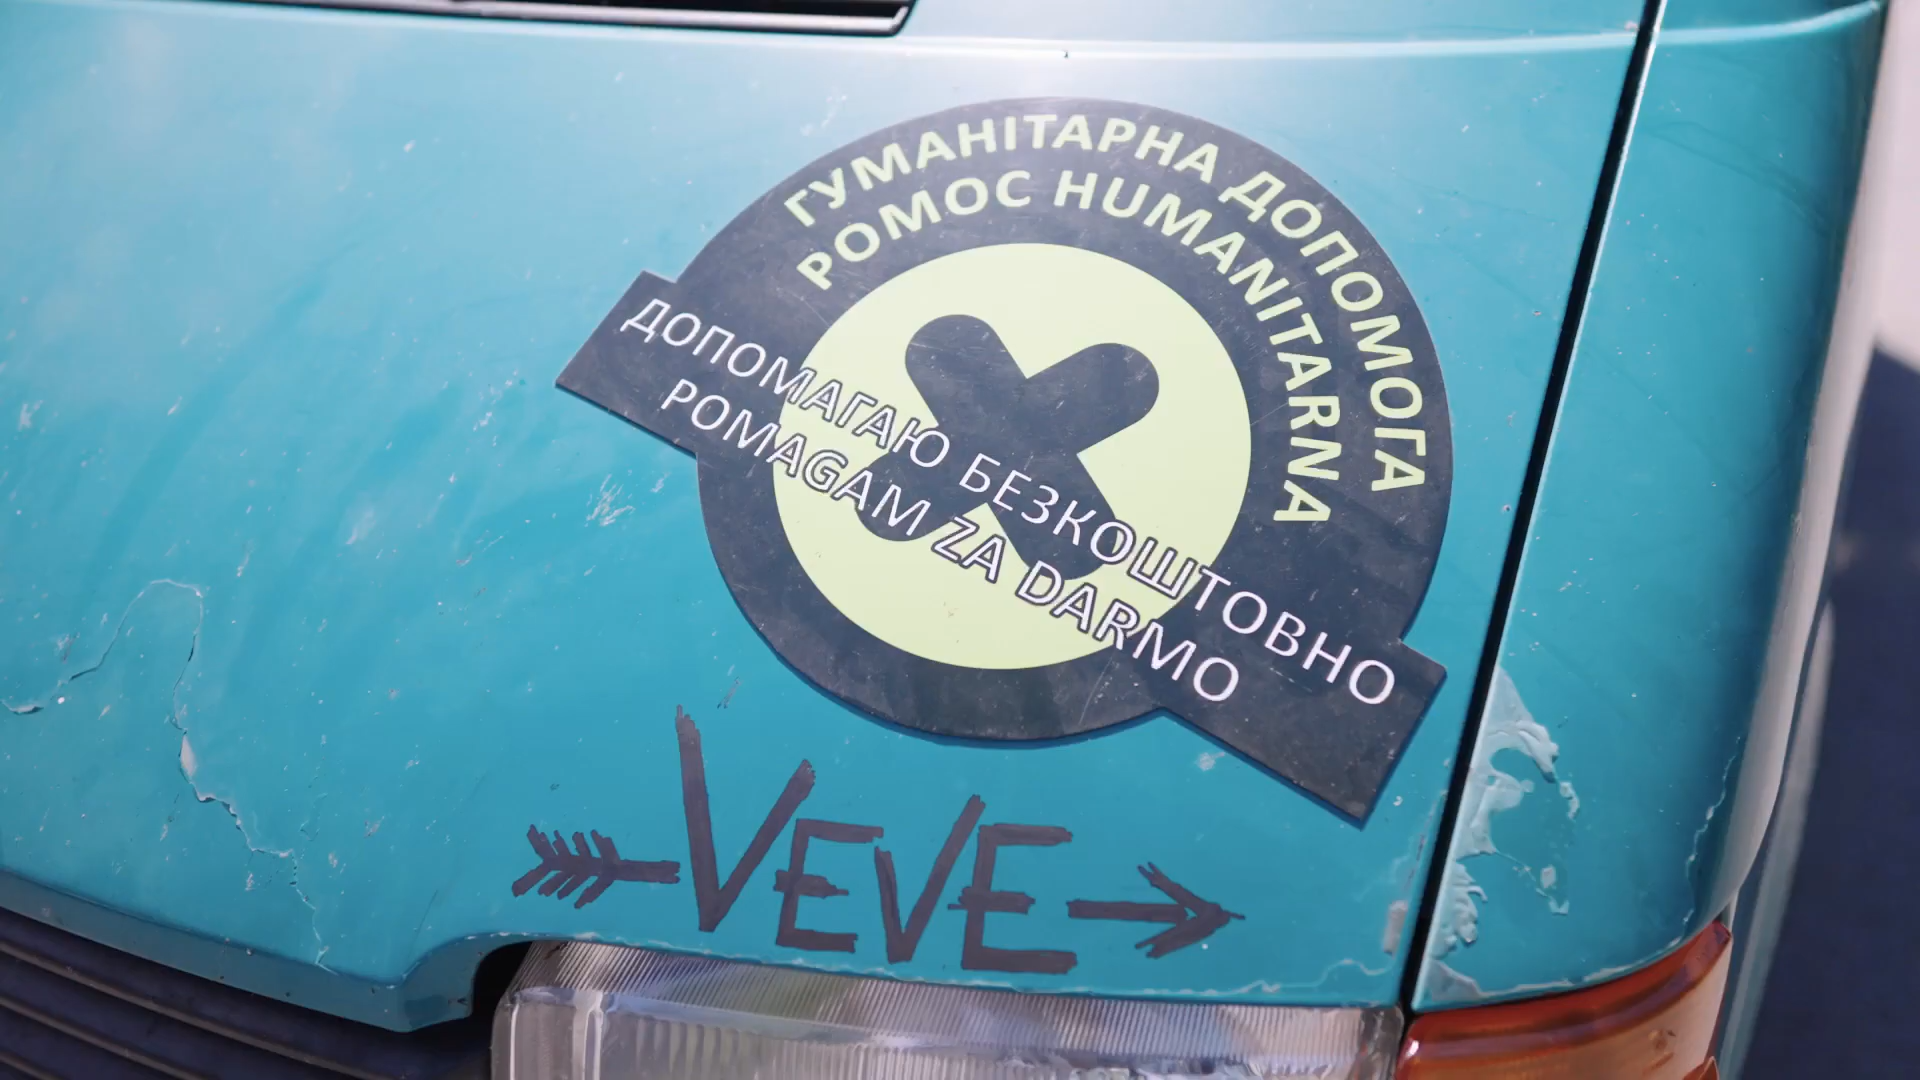 ГУМАНІТАРНА ДОПОМОГА
POMOC HUMANITARNA
ДОПОМАГАЮ БЕЗКОШТОВНО
POMAGAM ZA DARMO
VEVE